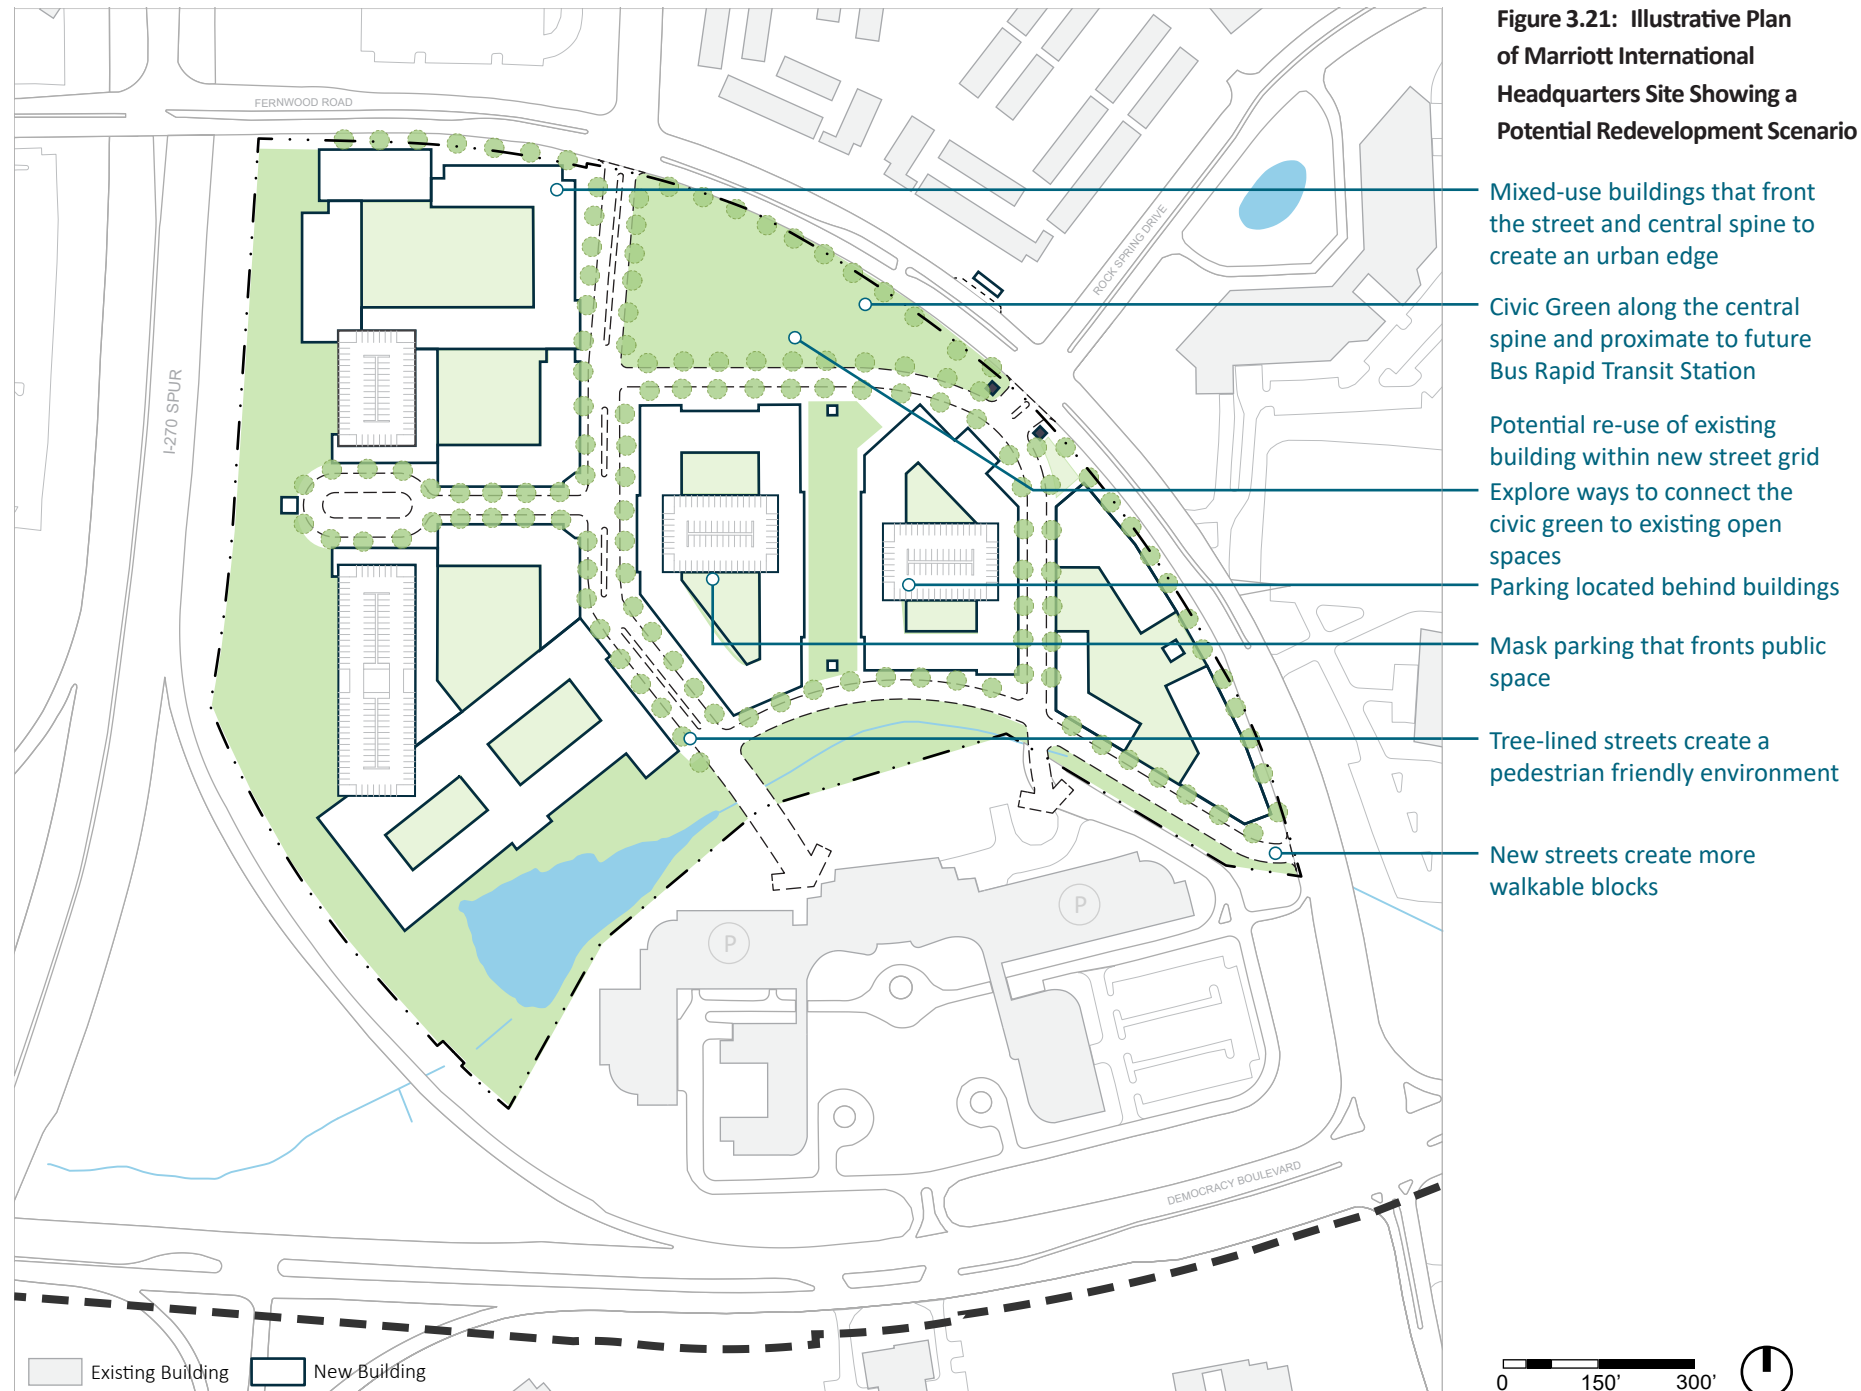 Figure 3.21: Illustrative Plan
of Marriott International
Headquarters Site Showing a
Potential Redevelopment Scenario
Mixed-use buildings that front
the street and central spine to
create an urban edge
Civic Green along the central
spine and proximate to future
Bus Rapid Transit Station
Potential re-use of existing
building within new street grid
Explore ways to connect the
civic green to existing open
spaces
Parking located behind buildings
Mask parking that fronts public
space
Tree-lined streets create a
pedestrian friendly environment
New streets create more
walkable blocks
FERNWOOD ROAD
ROCK SPRING DRIVE
I-270 SPUR
P
P
DEMOCRACY BOULEVARD
Existing Building
New Building
0 150' 300'